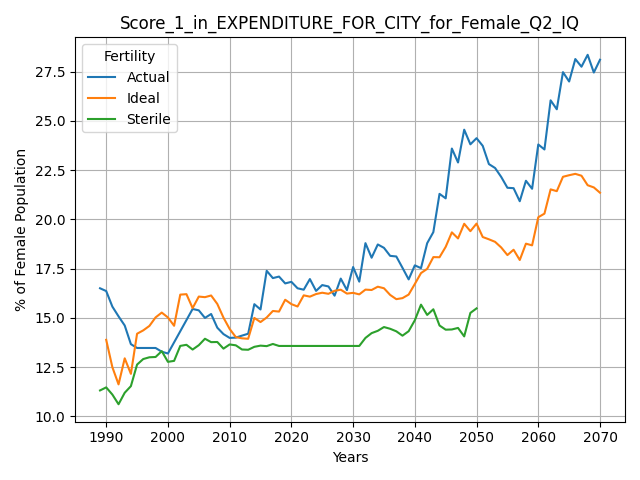 Score_1_in_EXPENDITURE_FOR_CITY_for_Female_Q2_IQ
Fertility
Actual
Ideal
Sterile
% of Female Population
27.5
25.0
22.5
20.0
17.5
15.0
12.5
10.0
1990 2000 2010 2020 2030 2040 2050 2060 2070
Years